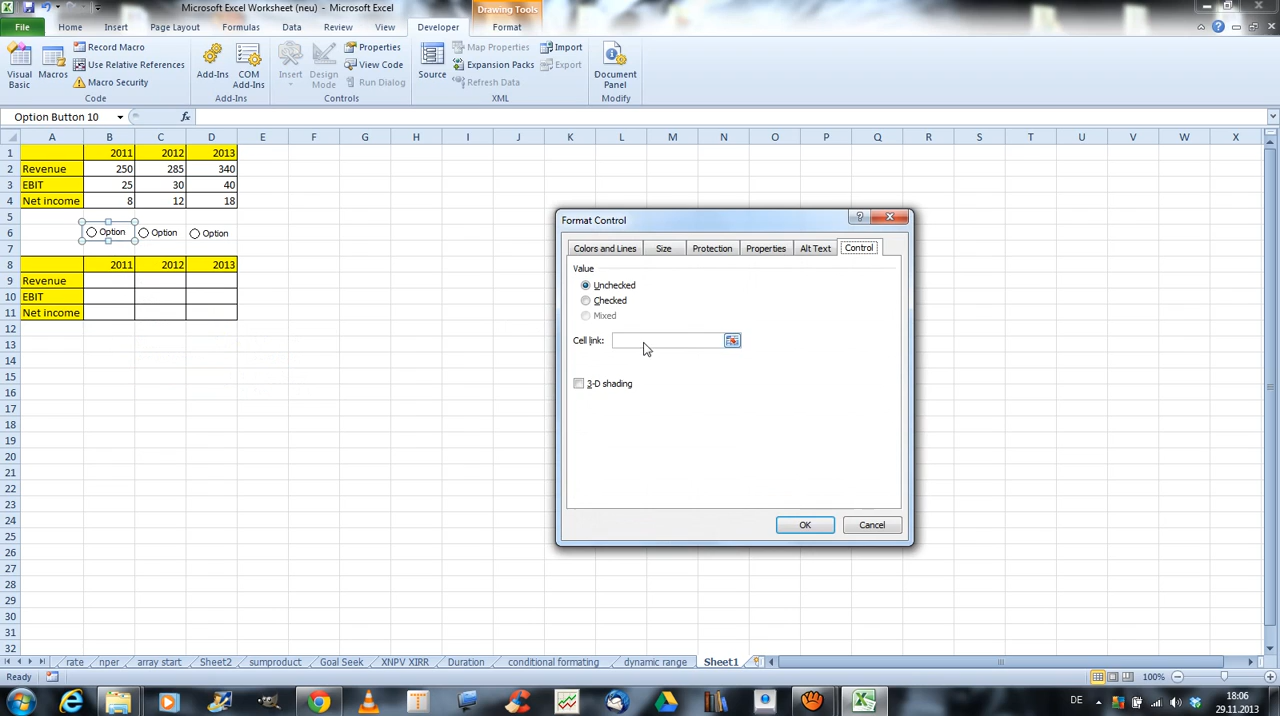 Microsoft Excel Worksheet (neu) - Microsoft Excel
Drawing Tools
File Home Insert Page Layout Formulas Data Review View Developer Format
Visual Basic
Macros
Record Macro
Use Relative References
Macro Security
Code
Add-Ins
COM Add-Ins
Add-Ins
Insert
Design Mode
Properties
View Code
Run Dialog
Controls
Source
Map Properties
Expansion Packs
Refresh Data
Import
Export
XML
Document Panel
Modify
Option Button 10
fx
A B C D E F G H I J K L M N O P Q R S T U V W X
1 2011 2012 2013
2 Revenue 250 285 340
3 EBIT 25 30 40
4 Net income 8 12 18
5
6 Option Option Option
7
8 2011 2012 2013
9 Revenue
10 EBIT
11 Net income
12
13
14
15
16
17
18
19
20
21
22
23
24
25
26
27
28
29
30
31
32
Format Control
Colors and Lines Size Protection Properties Alt Text Control
Value
Unchecked
Checked
Mixed
Cell link:
3-D shading
OK Cancel
rate nper array start Sheet2 sumproduct Goal Seek XNPV XIRR Duration conditional formating dynamic range Sheet1
Ready
100%
DE
18:06
29.11.2013